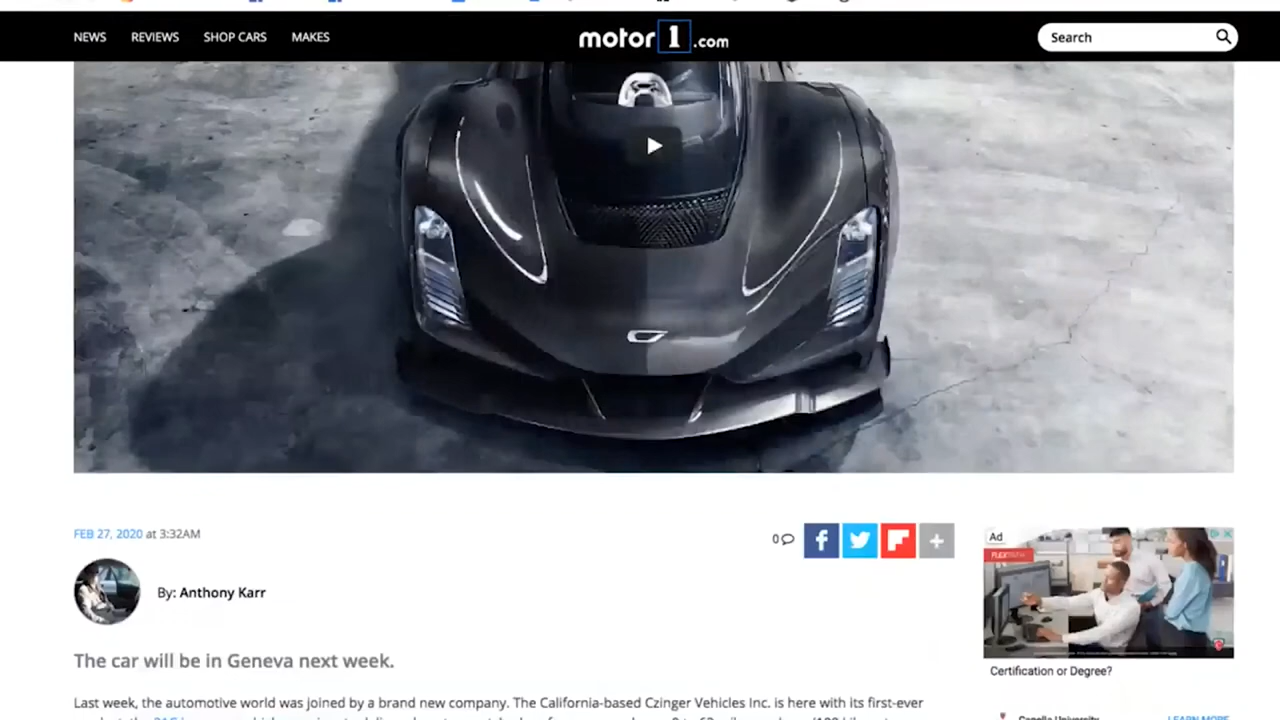 NEWS REVIEWS SHOP CARS MAKES motor1.com Search
FEB 27, 2020 at 3:32AM
0
By: Anthony Karr
The car will be in Geneva next week.
Last week, the automotive world was joined by a brand new company. The California-based Czinger Vehicles Inc. is here with its first-ever
Ad
Certification or Degree?
Capella University
LEARN MORE